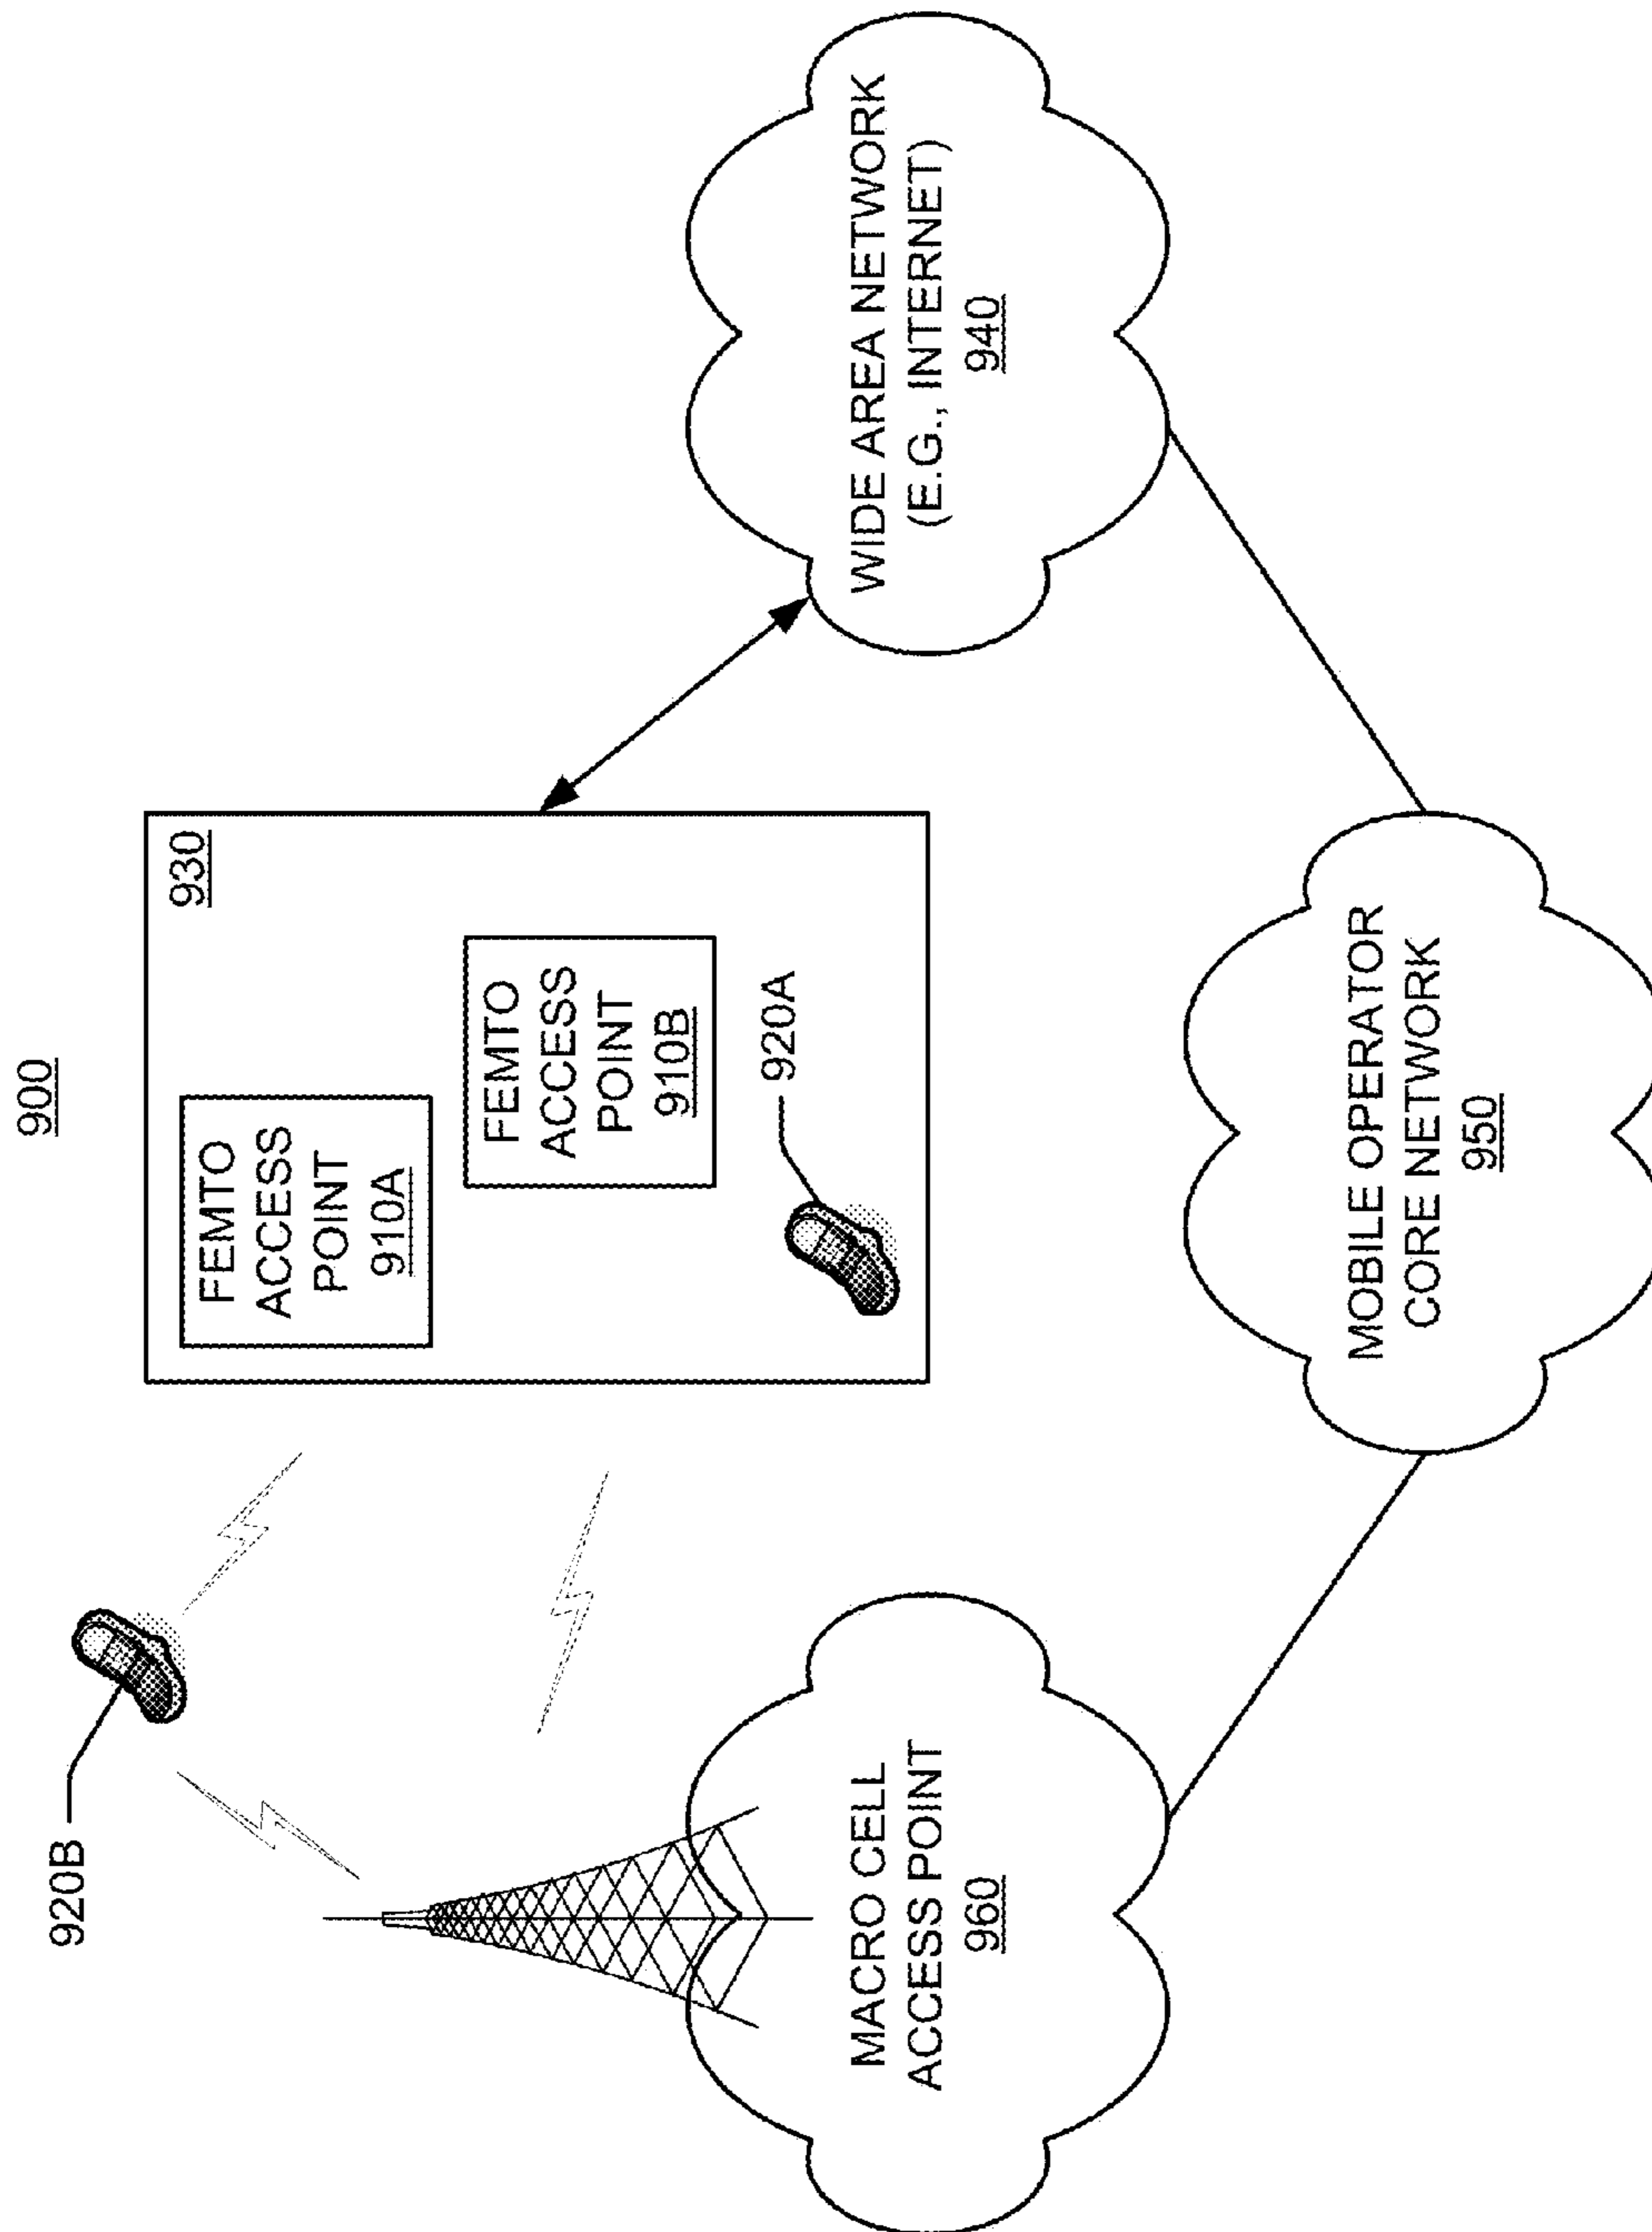 900
920B
930
FEMTO
ACCESS
POINT
910A
FEMTO
ACCESS
POINT
910B
920A
MACRO CELL
ACCESS POINT
960
WIDE AREA NETWORK
(E.G., INTERNET)
940
MOBILE OPERATOR
CORE NETWORK
950